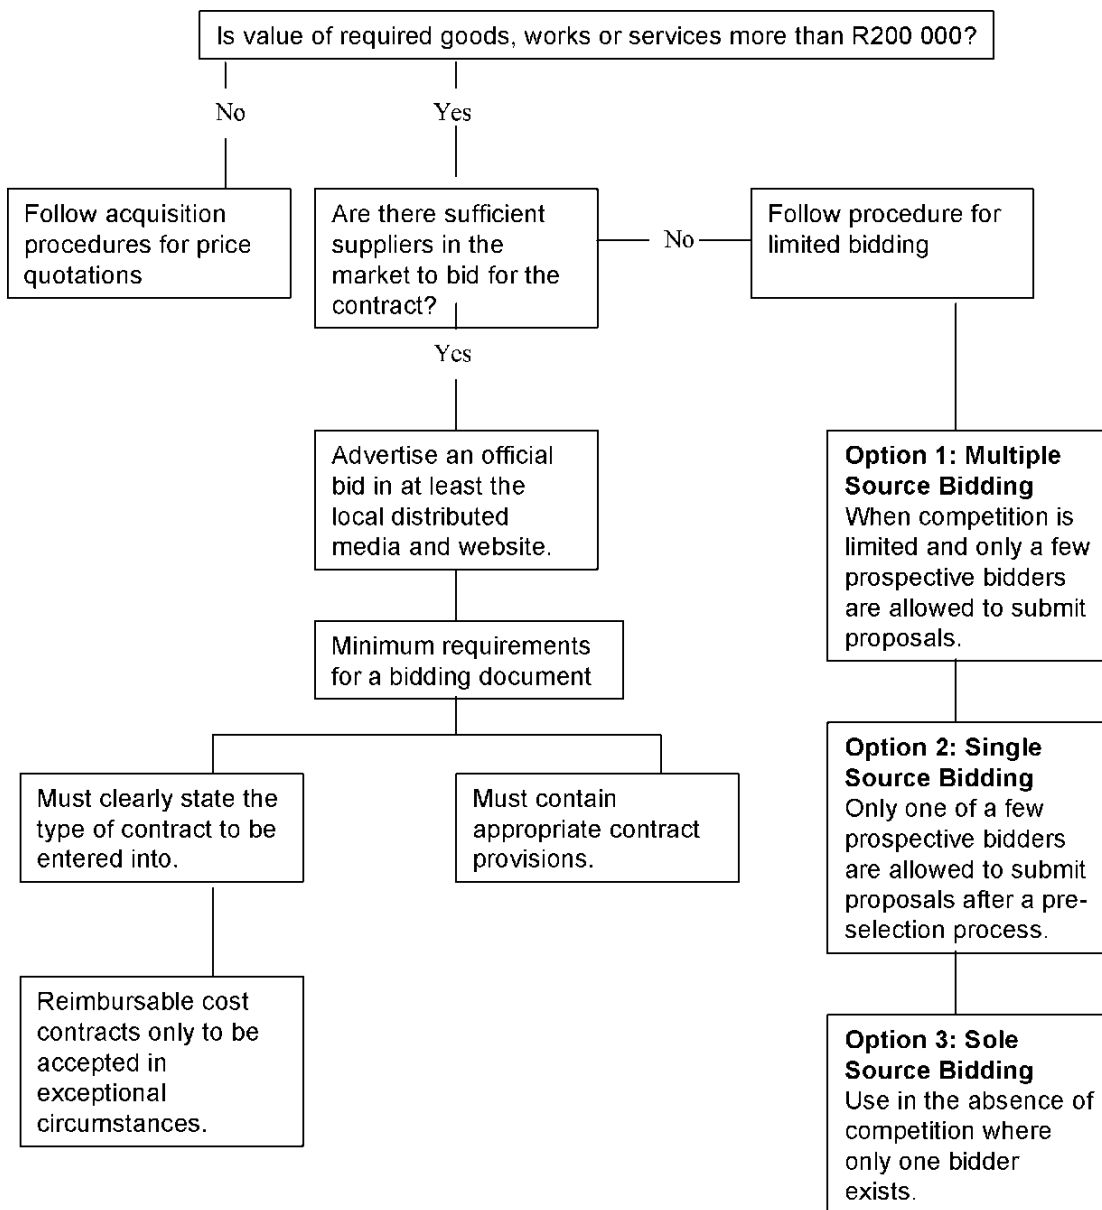 Is value of required goods, works or services more than R200 000?
No
Yes
Follow acquisition
procedures for price
quotations
Are there sufficient
suppliers in the
market to bid for the
contract?
No
Follow procedure for
limited bidding
Yes
Advertise an official
bid in at least the
local distributed
media and website.
Minimum requirements
for a bidding document
Must clearly state the
type of contract to be
entered into.
Must contain
appropriate contract
provisions.
Reimbursable cost
contracts only to be
accepted in
exceptional
circumstances.
Option 1: Multiple
Source Bidding
When competition is
limited and only a few
prospective bidders
are allowed to submit
proposals.
Option 2: Single
Source Bidding
Only one of a few
prospective bidders
are allowed to submit
proposals after a pre-
selection process.
Option 3: Sole
Source Bidding
Use in the absence of
competition where
only one bidder
exists.